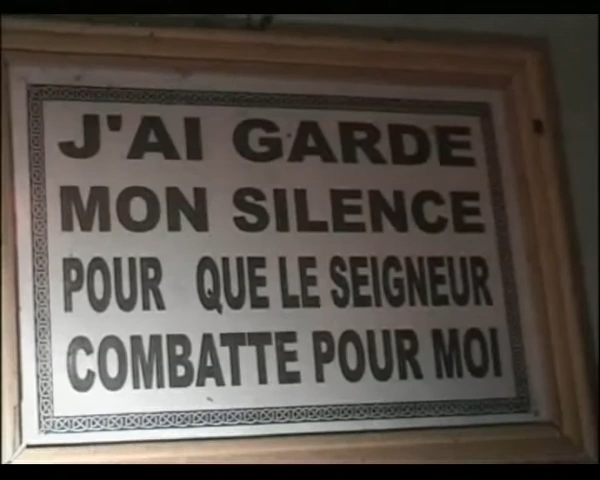 J'AI GARDE
MON SILENCE
POUR QUE LE SEIGNEUR
COMBATTE POUR MOI